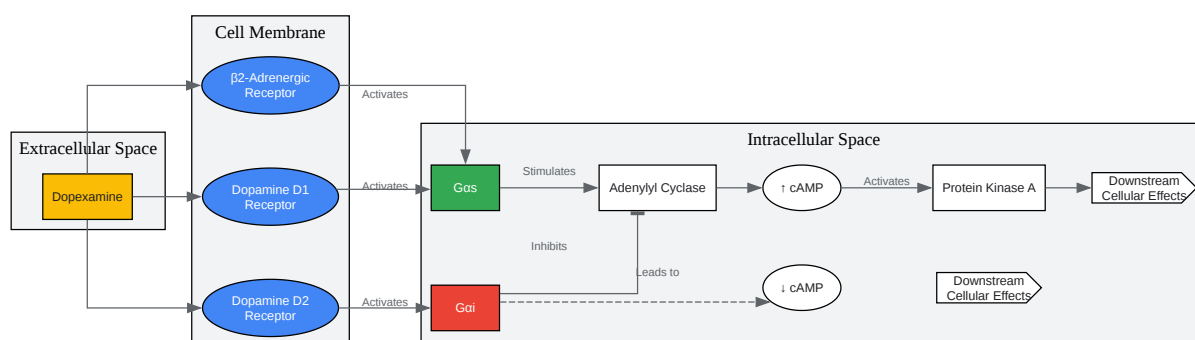 Cell Membrane
β2-Adrenergic
Receptor
Activates
Extracellular Space
Dopexamine
Dopamine D1
Receptor
Activates
Dopamine D2
Receptor
Activates
Intracellular Space
Gαs
Stimulates
Adenylyl Cyclase
↑ cAMP
Activates
Protein Kinase A
Downstream
Cellular Effects
Inhibits
Leads to
Gαi
↓ cAMP
Downstream
Cellular Effects